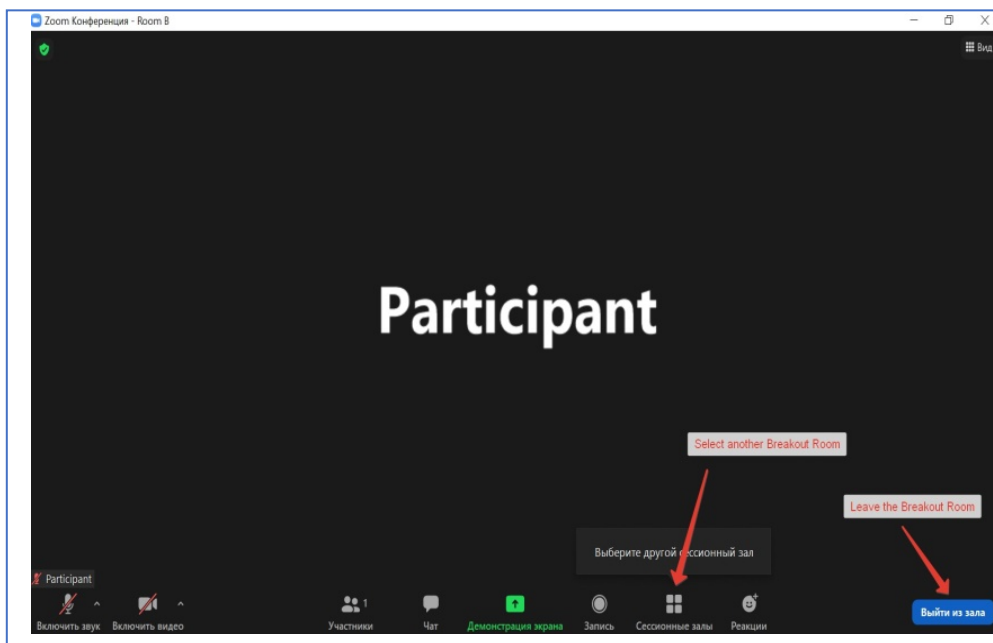 Zoom Конференция - Room B
Вид
Participant
Select another Breakout Room
Leave the Breakout Room
Выберите другой сессионный зал
Participant
1
Включить звук
Включить видео
Участники
Чат
Демонстрация экрана
Запись
Сессионные залы
Реакции
Выйти из зала